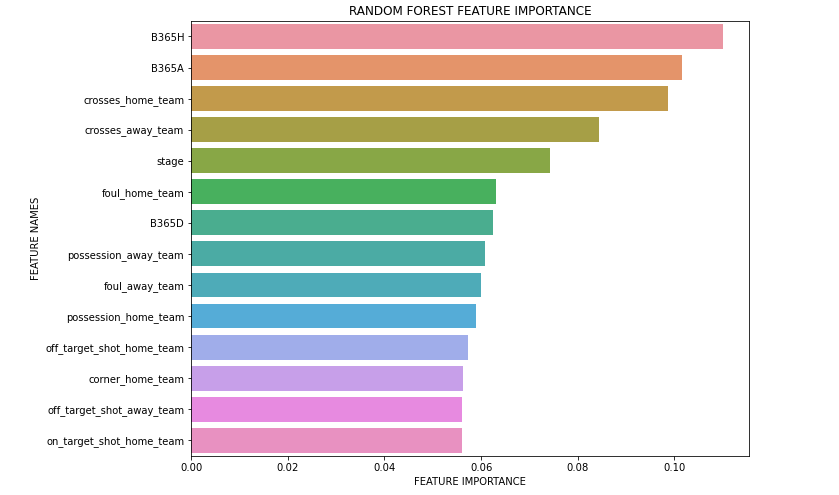 RANDOM FOREST FEATURE IMPORTANCE
FEATURE NAMES
B365H
B365A
crosses_home_team
crosses_away_team
stage
foul_home_team
B365D
possession_away_team
foul_away_team
possession_home_team
off_target_shot_home_team
corner_home_team
off_target_shot_away_team
on_target_shot_home_team
0.00 0.02 0.04 0.06 0.08 0.10
FEATURE IMPORTANCE